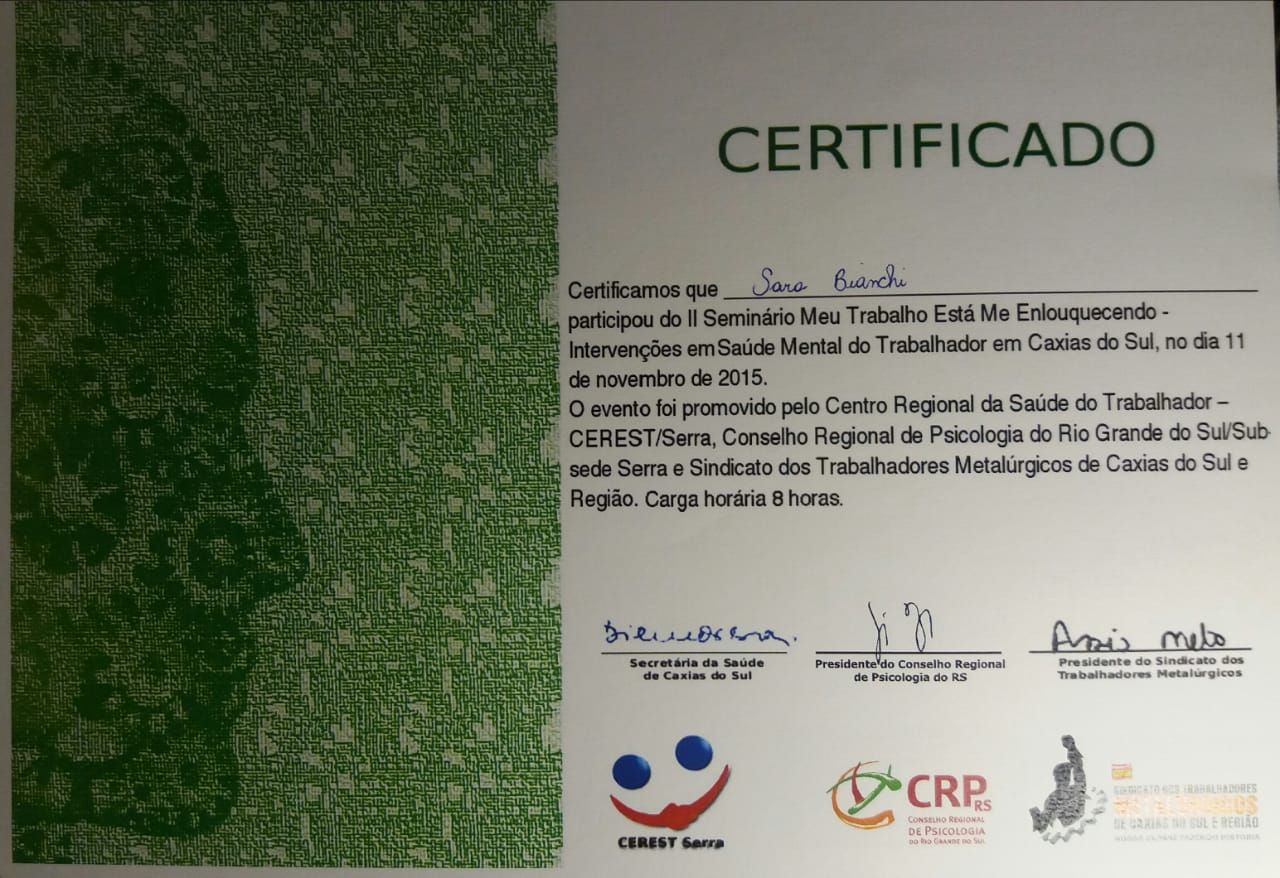 CERTIFICADO
Certificamos que Sara Bianchi
participou do II Seminário Meu Trabalho Está Me Enlouquecendo -
Intervenções em Saúde Mental do Trabalhador em Caxias do Sul, no dia 11
de novembro de 2015.
O evento foi promovido pelo Centro Regional da Saúde do Trabalhador –
CEREST/Serra, Conselho Regional de Psicologia do Rio Grande do Sul/Sub-
sede Serra e Sindicato dos Trabalhadores Metalúrgicos de Caxias do Sul e
Região. Carga horária 8 horas.
Assis Melo
Secretária da Saúde
de Caxias do Sul
Presidente do Conselho Regional
de Psicologia do RS
Presidente do Sindicato dos
Trabalhadores Metalúrgicos
CEREST Serra
CRP RS
CONSELHO REGIONAL
DE PSICOLOGIA
DO RIO GRANDE DO SUL
SINDICATO DOS TRABALHADORES
METALÚRGICOS
DE CAXIAS DO SUL E REGIÃO